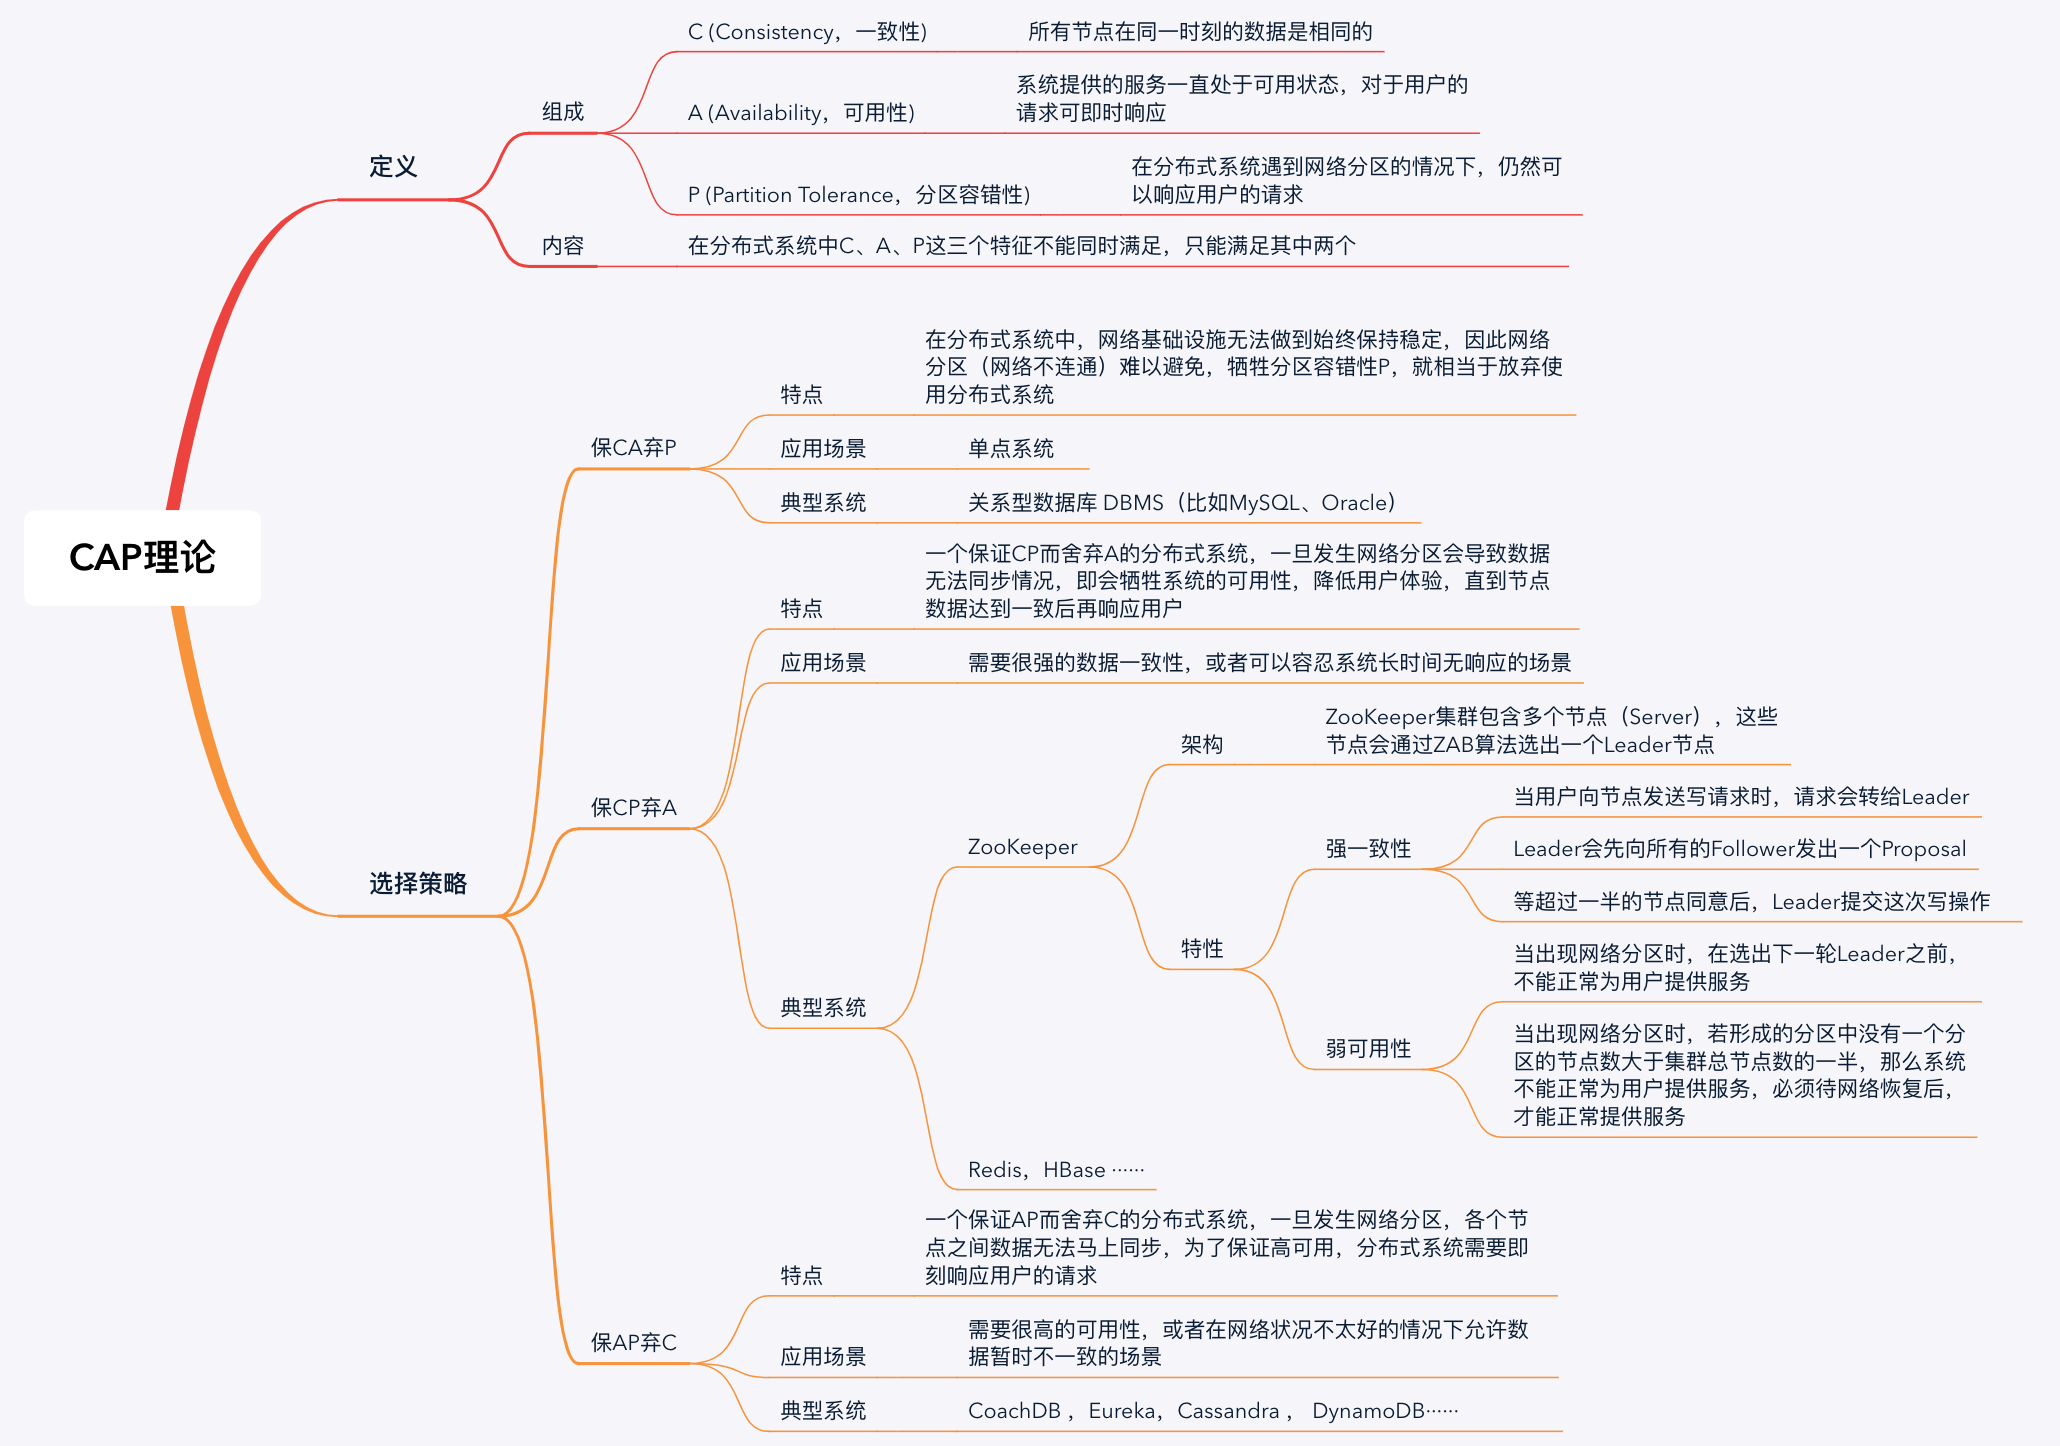 CAP理论
定义
组成
C (Consistency，一致性)
所有节点在同一时刻的数据是相同的
A (Availability，可用性)
系统提供的服务一直处于可用状态，对于用户的
请求可即时响应
P (Partition Tolerance，分区容错性)
在分布式系统遇到网络分区的情况下，仍然可
以响应用户的请求
内容
在分布式系统中C、A、P这三个特征不能同时满足，只能满足其中两个
选择策略
保CA弃P
特点
在分布式系统中，网络基础设施无法做到始终保持稳定，因此网络
分区（网络不连通）难以避免，牺牲分区容错性P，就相当于放弃使
用分布式系统
应用场景
单点系统
典型系统
关系型数据库 DBMS（比如MySQL、Oracle）
保CP弃A
特点
一个保证CP而舍弃A的分布式系统，一旦发生网络分区会导致数据
无法同步情况，即会牺牲系统的可用性，降低用户体验，直到节点
数据达到一致后再响应用户
应用场景
需要很强的数据一致性，或者可以容忍系统长时间无响应的场景
典型系统
ZooKeeper
架构
ZooKeeper集群包含多个节点（Server），这些
节点会通过ZAB算法选出一个Leader节点
特性
强一致性
当用户向节点发送写请求时，请求会转给Leader
Leader会先向所有的Follower发出一个Proposal
等超过一半的节点同意后，Leader提交这次写操作
弱可用性
当出现网络分区时，在选出下一轮Leader之前，
不能正常为用户提供服务
当出现网络分区时，若形成的分区中没有一个分
区的节点数大于集群总节点数的一半，那么系统
不能正常为用户提供服务，必须待网络恢复后，
才能正常提供服务
Redis，HBase ······
保AP弃C
特点
一个保证AP而舍弃C的分布式系统，一旦发生网络分区，各个节
点之间数据无法马上同步，为了保证高可用，分布式系统需要即
刻响应用户的请求
应用场景
需要很高的可用性，或者在网络状况不太好的情况下允许数
据暂时不一致的场景
典型系统
CoachDB ，Eureka，Cassandra ， DynamoDB······